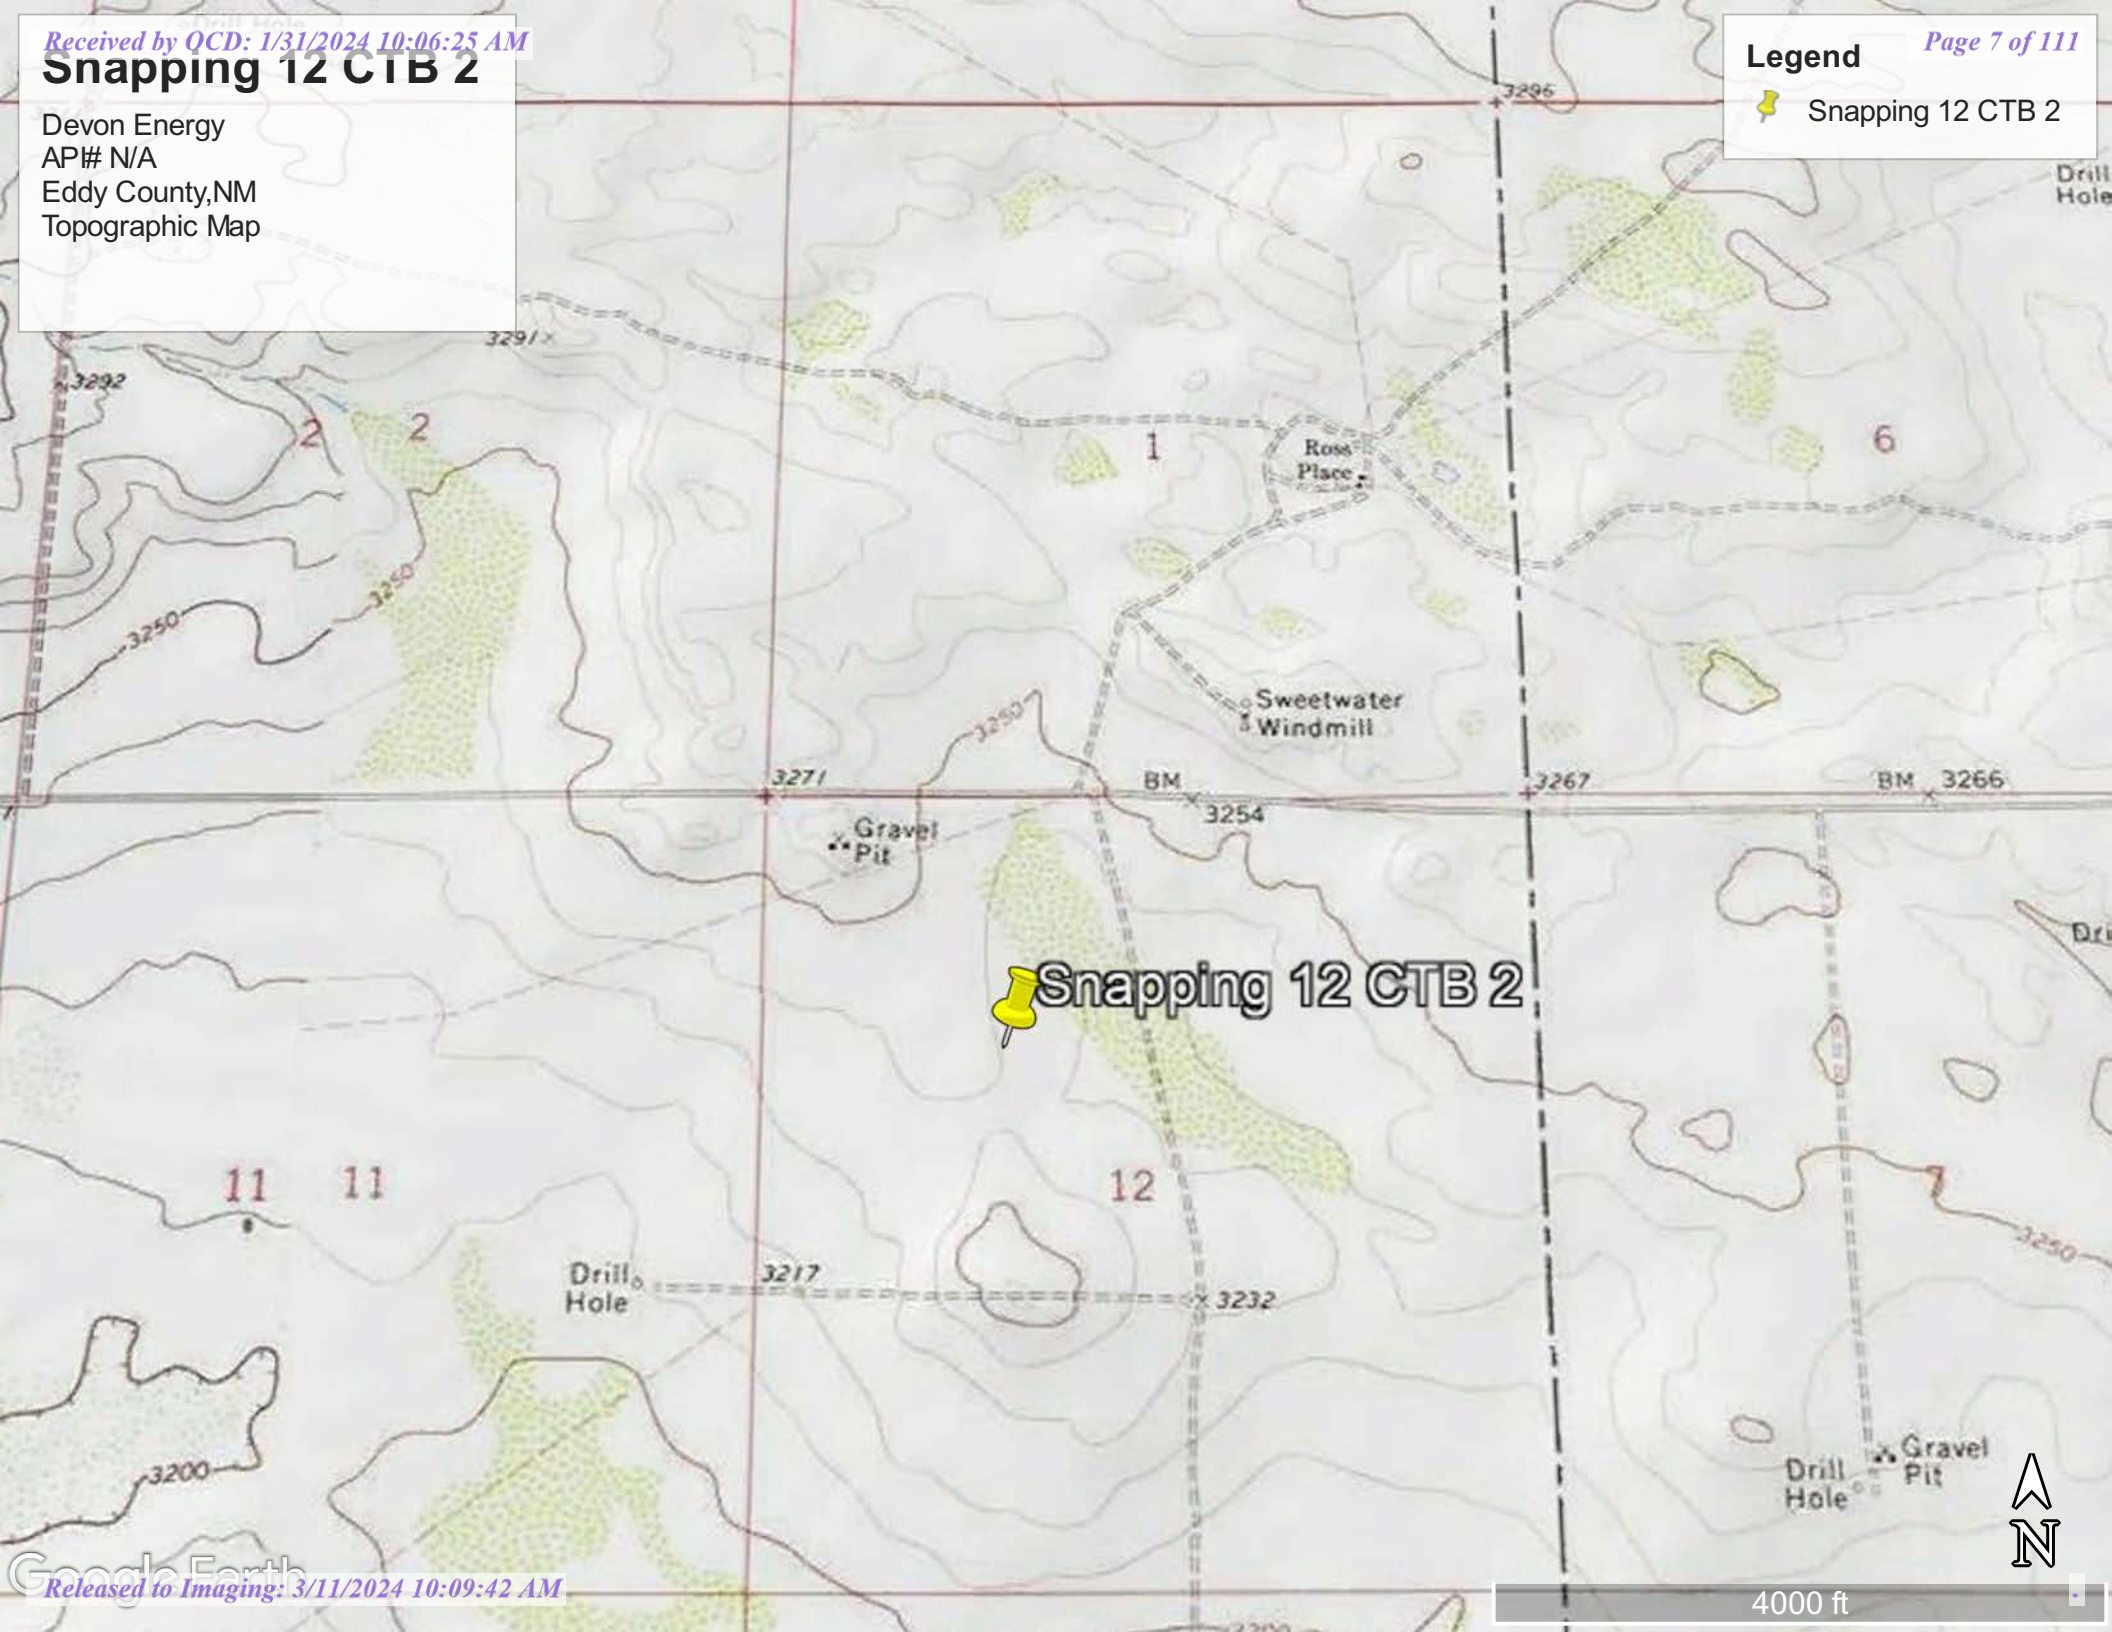 Drill Hole
Received by OCD: 1/31/2024 10:06:25 AM
Page 7 of 111
Snapping 12 CTB 2
Devon Energy
API# N/A
Eddy County,NM
Topographic Map
Legend
Snapping 12 CTB 2
3296
Drill
Hole
3291
3292
2
2
1
Ross
Place
6
3250
3250
Sweetwater
Windmill
3250
3271
BM
3254
3267
BM 3266
Gravel
Pit
Snapping 12 CTB 2
11
11
12
7
3250
Drill
Hole
3217
3232
3200
Gravel
Pit
Drill
Hole
N
Google Earth
Released to Imaging: 3/11/2024 10:09:42 AM
4000 ft